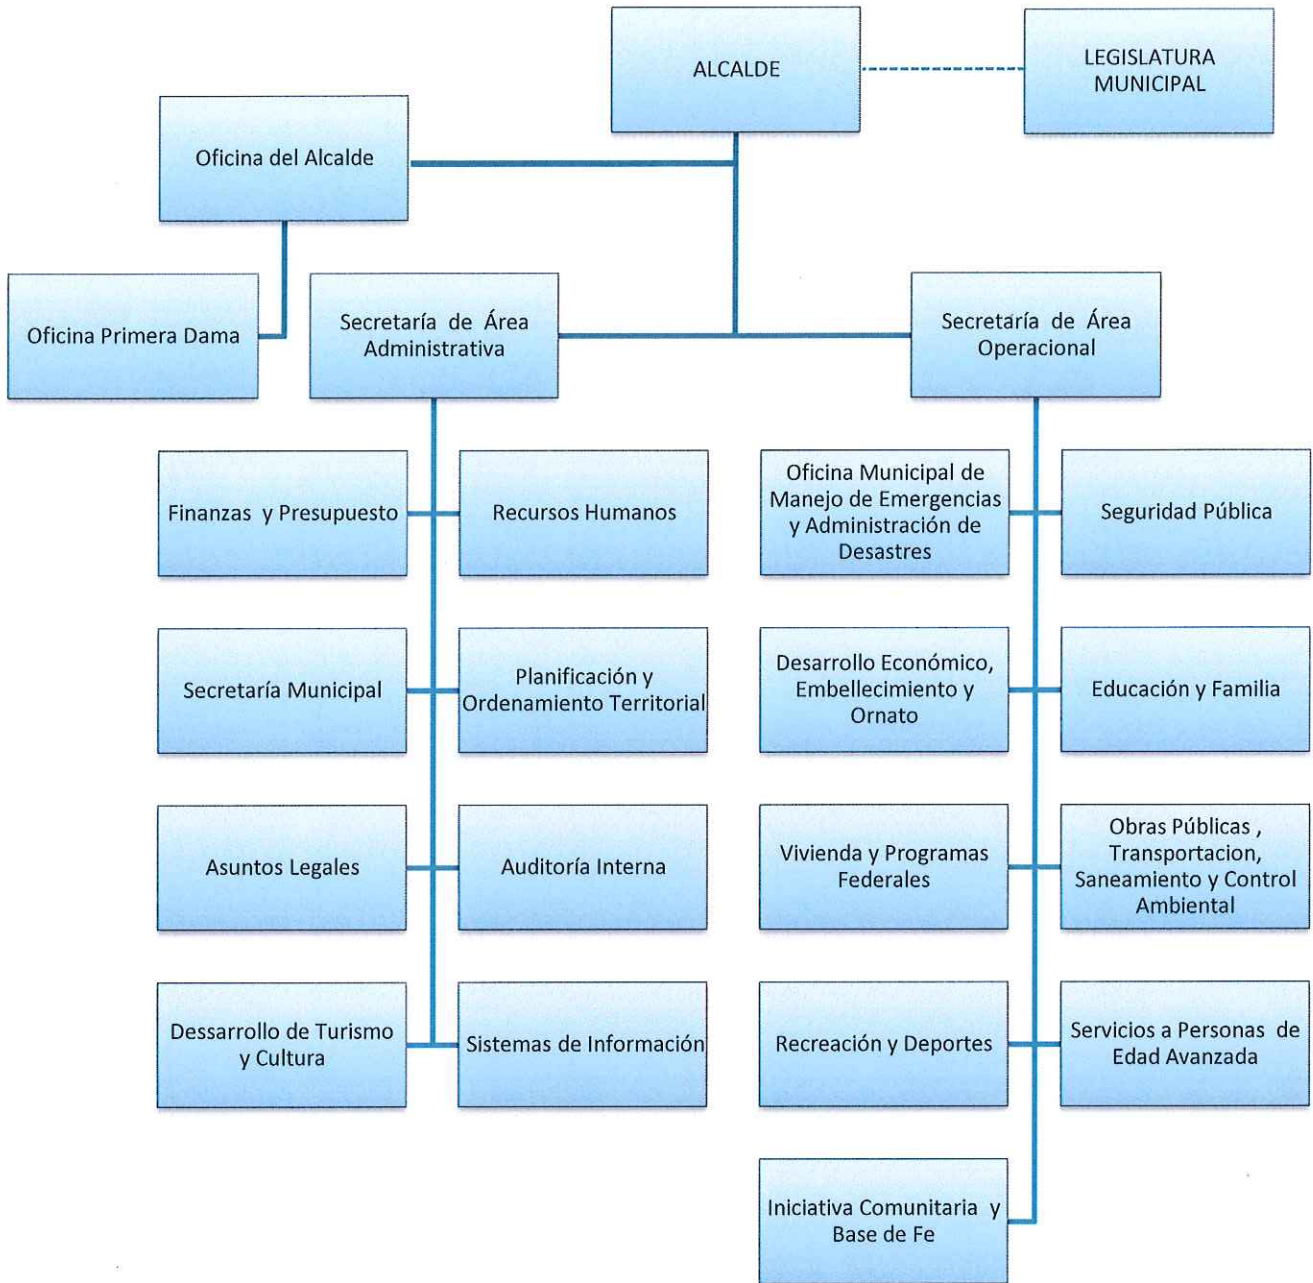 ALCALDE
LEGISLATURA
MUNICIPAL
Oficina del Alcalde
Oficina Primera Dama
Secretaría de Área
Administrativa
Secretaría de Área
Operacional
Finanzas y Presupuesto
Recursos Humanos
Oficina Municipal de
Manejo de Emergencias
y Administración de
Desastres
Seguridad Pública
Secretaría Municipal
Planificación y
Ordenamiento Territorial
Desarrollo Económico,
Embellecimiento y
Ornato
Educación y Familia
Asuntos Legales
Auditoría Interna
Vivienda y Programas
Federales
Obras Públicas ,
Transportacion,
Saneamiento y Control
Ambiental
Dessarrollo de Turismo
y Cultura
Sistemas de Información
Recreación y Deportes
Servicios a Personas de
Edad Avanzada
Iniciativa Comunitaria y
Base de Fe